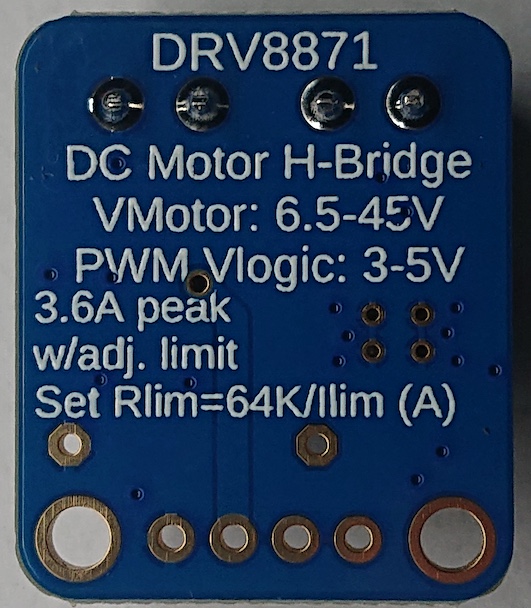 DRV8871
DC Motor H-Bridge
VMotor: 6.5-45V
PWM Vlogic: 3-5V
3.6A peak
w/adj. limit
Set Rlim=64K/Ilim (A)